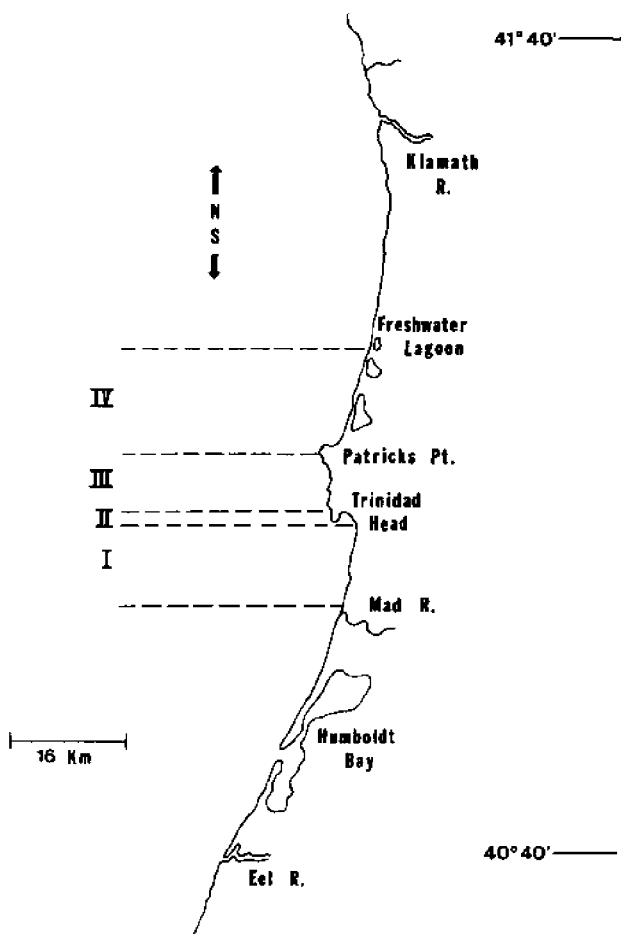 41°40'
Klamath
R.
N
S
Freshwater
Lagoon
IV
Patricks Pt.
III
Trinidad
II
Head
I
Mad R.
16 Km
Humboldt
Bay
40°40'
Eel R.